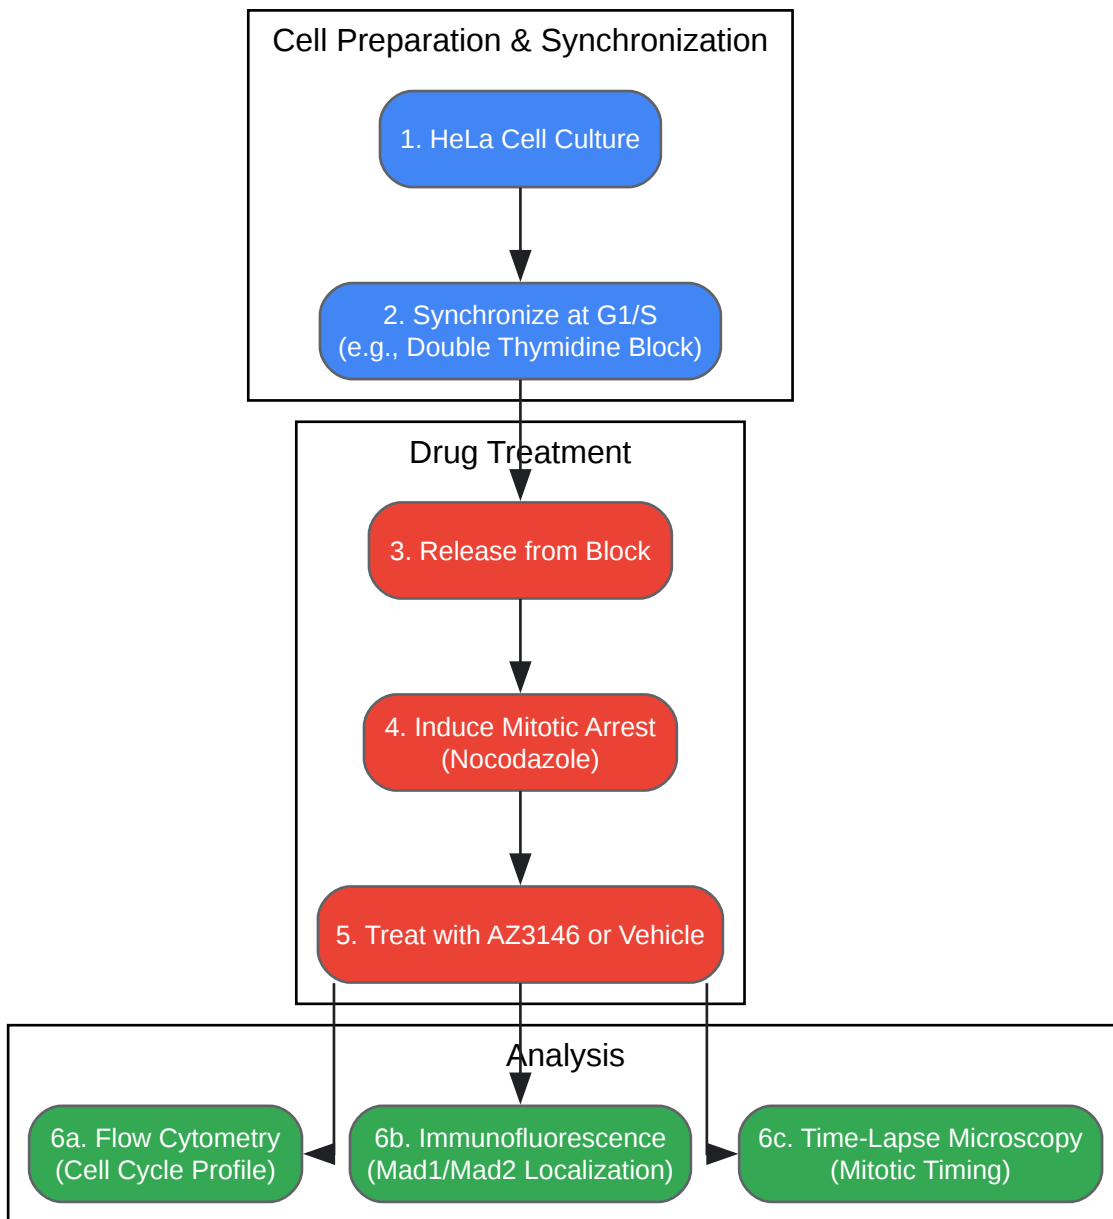 Cell Preparation & Synchronization
1. HeLa Cell Culture
2. Synchronize at G1/S
(e.g., Double Thymidine Block)
Drug Treatment
3. Release from Block
4. Induce Mitotic Arrest
(Nocodazole)
5. Treat with AZ3146 or Vehicle
Analysis
6a. Flow Cytometry
(Cell Cycle Profile)
6b. Immunofluorescence
(Mad1/Mad2 Localization)
6c. Time-Lapse Microscopy
(Mitotic Timing)